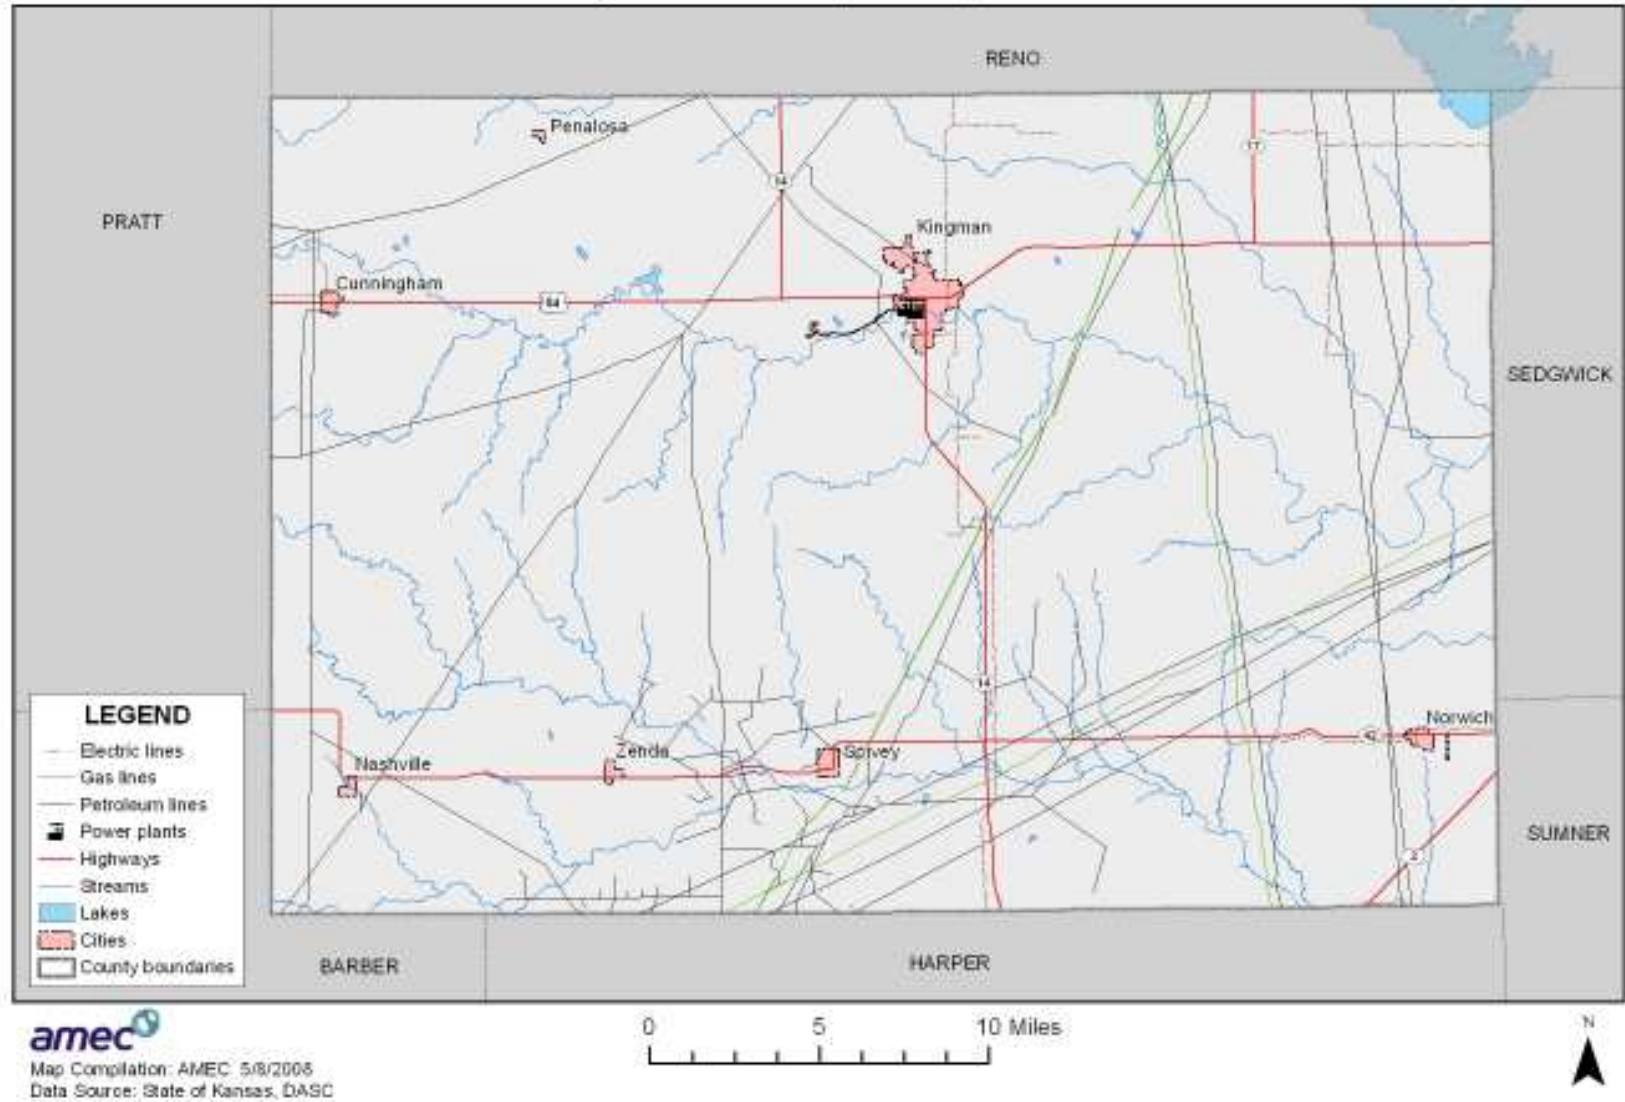 RENO
Penalosa
PRATT
14
17
Kingman
Cunningham
54
SEDGWICK
14
LEGEND
Electric lines
Gas lines
Petroleum lines
Power plants
Highways
Streams
Lakes
Cities
County boundaries
Nashville
Zenda
Spivey
42
Norwich
2
SUMNER
BARBER
HARPER
amec
Map Compilation: AMEC 5/8/2008
Data Source: State of Kansas, DASC
0 5 10 Miles
N